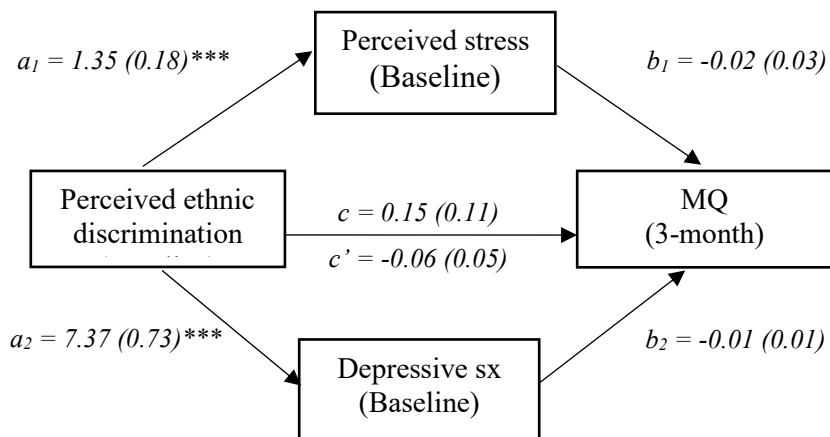 Perceived stress
(Baseline)
a1 = 1.35 (0.18)***
b1 = -0.02 (0.03)
Perceived ethnic
discrimination
c = 0.15 (0.11)
c’ = -0.06 (0.05)
MQ
(3-month)
a2 = 7.37 (0.73)***
b2 = -0.01 (0.01)
Depressive sx
(Baseline)